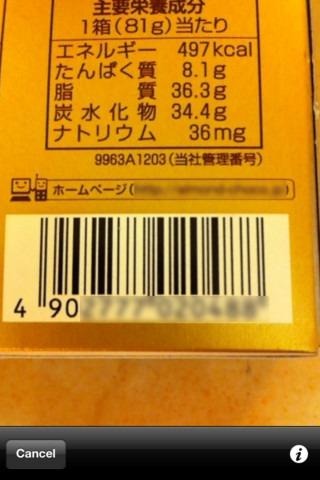 主要栄養成分
1箱(81g)当たり
エネルギー 497kcal
たんぱく質 8.1g
脂質 36.3g
炭水化物 34.4g
ナトリウム 36mg
9963A1203(当社管理番号)
ホームページ
4 90
Cancel